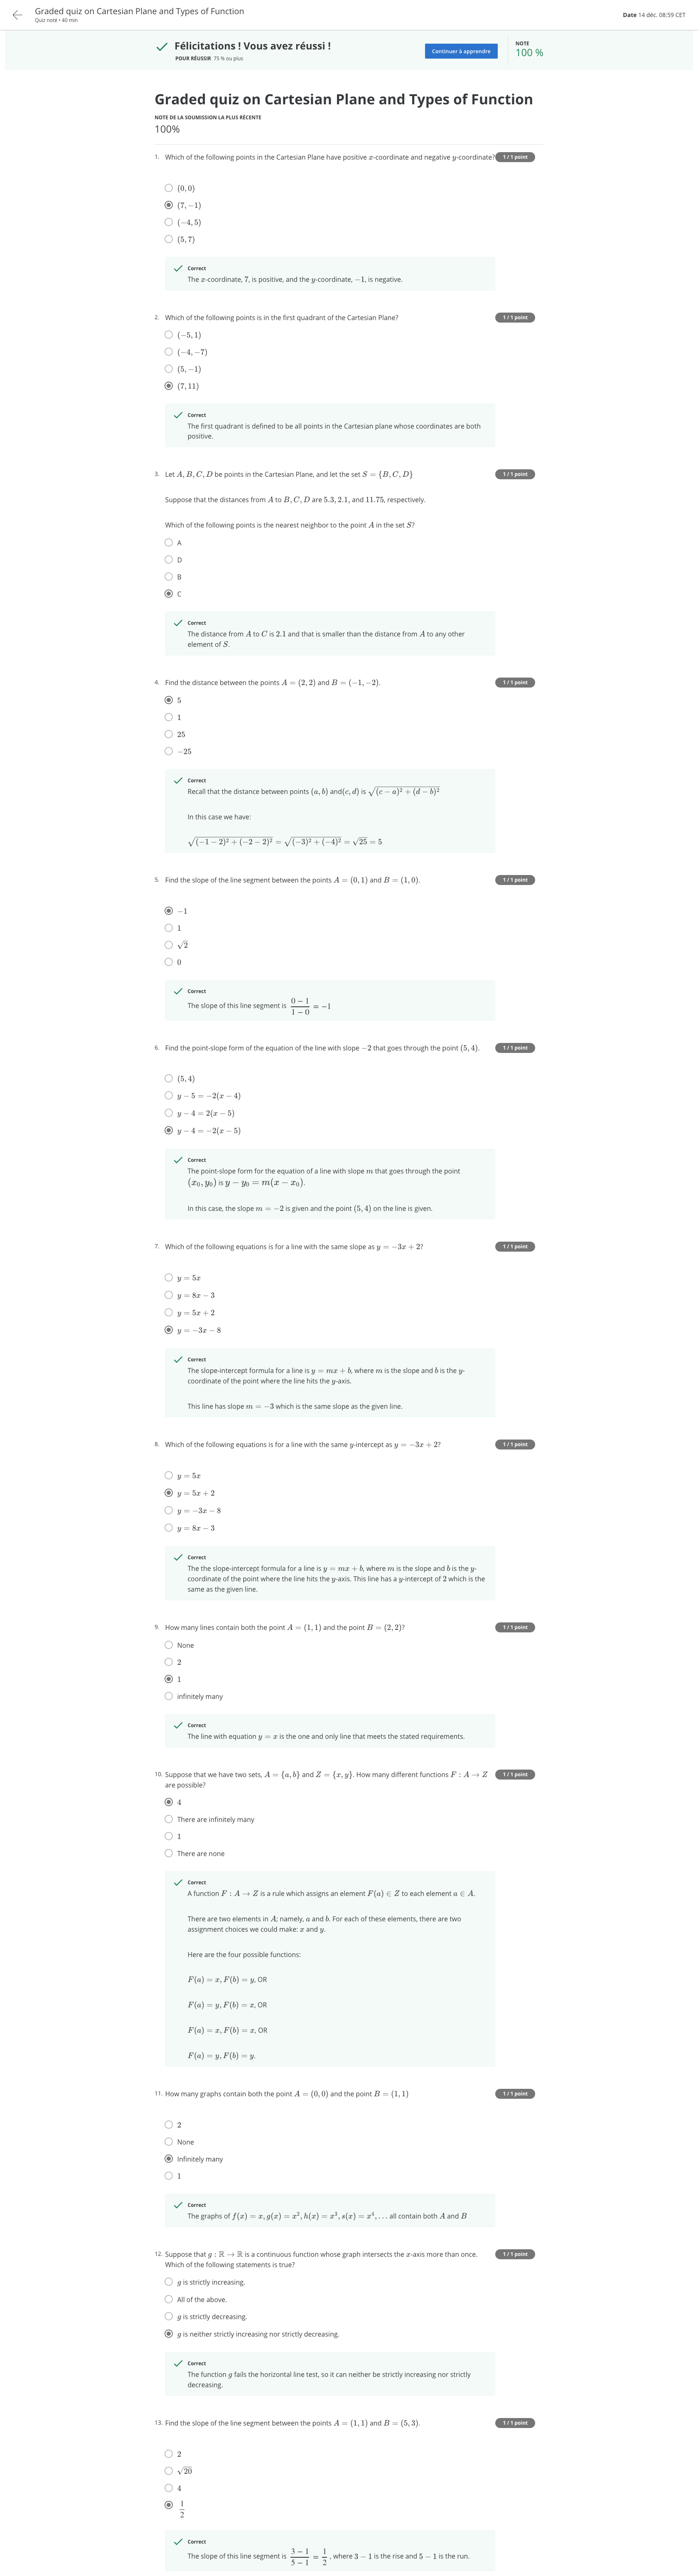 Graded quiz on Cartesian Plane and Types of Function
Quiz noté • 40 min
Date 14 déc. 08:59 CET
Félicitations ! Vous avez réussi !
POUR RÉUSSIR 75 % ou plus
Continuer à apprendre
NOTE
100 %
Graded quiz on Cartesian Plane and Types of Function
NOTE DE LA SOUMISSION LA PLUS RÉCENTE
100%
1. Which of the following points in the Cartesian Plane have positive x-coordinate and negative y-coordinate?
1 / 1 point
(0, 0)
(7, −1)
(−4, 5)
(5, 7)
Correct
The x-coordinate, 7, is positive, and the y-coordinate, −1, is negative.
2. Which of the following points is in the first quadrant of the Cartesian Plane?
1 / 1 point
(−5, 1)
(−4, −7)
(5, −1)
(7, 11)
Correct
The first quadrant is defined to be all points in the Cartesian plane whose coordinates are both
positive.
3. Let A, B, C, D be points in the Cartesian Plane, and let the set S = {B, C, D}
1 / 1 point
Suppose that the distances from A to B, C, D are 5.3, 2.1, and 11.75, respectively.
Which of the following points is the nearest neighbor to the point A in the set S?
A
D
B
C
Correct
The distance from A to C is 2.1 and that is smaller than the distance from A to any other
element of S.
4. Find the distance between the points A = (2, 2) and B = (−1, −2).
1 / 1 point
5
1
25
−25
Correct
Recall that the distance between points (a, b) and(c, d) is √(c − a)² + (d − b)²
In this case we have:
√(−1 − 2)² + (−2 − 2)² = √(−3)² + (−4)² = √25 = 5
5. Find the slope of the line segment between the points A = (0, 1) and B = (1, 0).
1 / 1 point
−1
1
√2
0
Correct
The slope of this line segment is (0 − 1)/(1 − 0) = −1
6. Find the point-slope form of the equation of the line with slope −2 that goes through the point (5, 4).
1 / 1 point
(5, 4)
y − 5 = −2(x − 4)
y − 4 = 2(x − 5)
y − 4 = −2(x − 5)
Correct
The point-slope form for the equation of a line with slope m that goes through the point
(x₀, y₀) is y − y₀ = m(x − x₀).
In this case, the slope m = −2 is given and the point (5, 4) on the line is given.
7. Which of the following equations is for a line with the same slope as y = −3x + 2?
1 / 1 point
y = 5x
y = 8x − 3
y = 5x + 2
y = −3x − 8
Correct
The slope-intercept formula for a line is y = mx + b, where m is the slope and b is the y-
coordinate of the point where the line hits the y-axis.
This line has slope m = −3 which is the same slope as the given line.
8. Which of the following equations is for a line with the same y-intercept as y = −3x + 2?
1 / 1 point
y = 5x
y = 5x + 2
y = −3x − 8
y = 8x − 3
Correct
The the slope-intercept formula for a line is y = mx + b, where m is the slope and b is the y-
coordinate of the point where the line hits the y-axis. This line has a y-intercept of 2 which is the
same as the given line.
9. How many lines contain both the point A = (1, 1) and the point B = (2, 2)?
1 / 1 point
None
2
1
infinitely many
Correct
The line with equation y = x is the one and only line that meets the stated requirements.
10. Suppose that we have two sets, A = {a, b} and Z = {x, y}. How many different functions F : A → Z
are possible?
1 / 1 point
4
There are infinitely many
1
There are none
Correct
A function F : A → Z is a rule which assigns an element F(a) ∈ Z to each element a ∈ A.
There are two elements in A; namely, a and b. For each of these elements, there are two
assignment choices we could make: x and y.
Here are the four possible functions:
F(a) = x, F(b) = y, OR
F(a) = y, F(b) = x, OR
F(a) = x, F(b) = x, OR
F(a) = y, F(b) = y.
11. How many graphs contain both the point A = (0, 0) and the point B = (1, 1)
1 / 1 point
2
None
Infinitely many
1
Correct
The graphs of f(x) = x, g(x) = x², h(x) = x³, s(x) = x⁴, . . . all contain both A and B
12. Suppose that g : ℝ → ℝ is a continuous function whose graph intersects the x-axis more than once.
Which of the following statements is true?
1 / 1 point
g is strictly increasing.
All of the above.
g is strictly decreasing.
g is neither strictly increasing nor strictly decreasing.
Correct
The function g fails the horizontal line test, so it can neither be strictly increasing nor strictly
decreasing.
13. Find the slope of the line segment between the points A = (1, 1) and B = (5, 3).
1 / 1 point
2
√20
4
1/2
Correct
The slope of this line segment is (3 − 1)/(5 − 1) = 1/2, where 3 − 1 is the rise and 5 − 1 is the run.